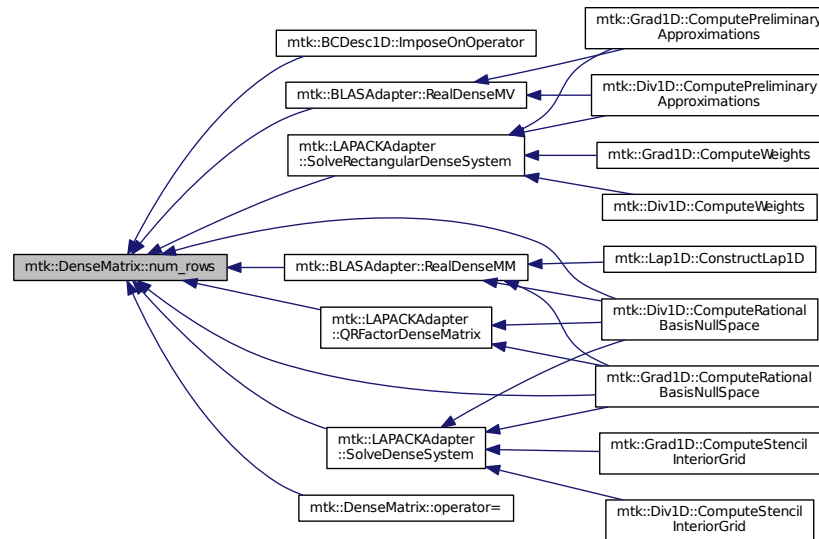 mtk::DenseMatrix::num_rows
mtk::BCDesc1D::ImposeOnOperator
mtk::BLASAdapter::RealDenseMV
mtk::LAPACKAdapter
::SolveRectangularDenseSystem
mtk::BLASAdapter::RealDenseMM
mtk::LAPACKAdapter
::QRFactorDenseMatrix
mtk::LAPACKAdapter
::SolveDenseSystem
mtk::DenseMatrix::operator=
mtk::Grad1D::ComputePreliminary
Approximations
mtk::Div1D::ComputePreliminary
Approximations
mtk::Grad1D::ComputeWeights
mtk::Div1D::ComputeWeights
mtk::Lap1D::ConstructLap1D
mtk::Div1D::ComputeRational
BasisNullSpace
mtk::Grad1D::ComputeRational
BasisNullSpace
mtk::Grad1D::ComputeStencil
InteriorGrid
mtk::Div1D::ComputeStencil
InteriorGrid